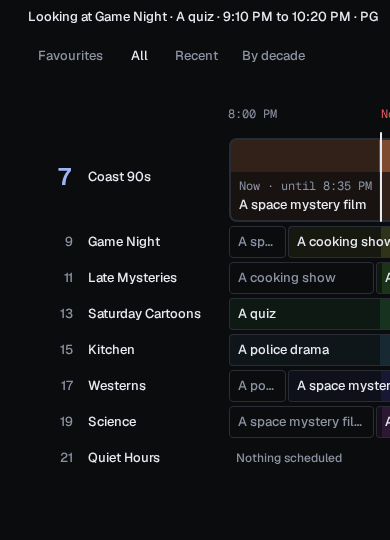 Looking at Game Night · A quiz · 9:10 PM to 10:20 PM · PG
Favourites All Recent By decade
8:00 PM
7 Coast 90s
Now · until 8:35 PM
A space mystery film
9 Game Night A sp… A cooking show
11 Late Mysteries A cooking show
13 Saturday Cartoons A quiz
15 Kitchen A police drama
17 Westerns A po… A space myster
19 Science A space mystery fil…
21 Quiet Hours Nothing scheduled